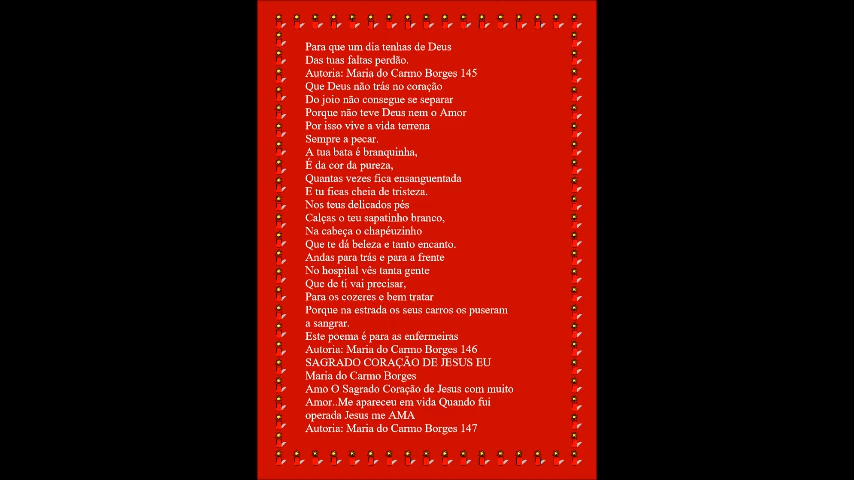 Para que um dia tenhas de Deus
Das tuas faltas perdão.
Autoria: Maria do Carmo Borges 145
Que Deus não trás no coração
Do joio não consegue se separar
Porque não teve Deus nem o Amor
Por isso vive a vida terrena
Sempre a pecar.
A tua bata é branquinha,
É da cor da pureza,
Quantas vezes fica ensanguentada
E tu ficas cheia de tristeza.
Nos teus delicados pés
Calças o teu sapatinho branco,
Na cabeça o chapéuzinho
Que te dá beleza e tanto encanto.
Andas para trás e para a frente
No hospital vês tanta gente
Que de ti vai precisar,
Para os cozeres e bem tratar
Porque na estrada os seus carros os puseram
a sangrar.
Este poema é para as enfermeiras
Autoria: Maria do Carmo Borges 146
SAGRADO CORAÇÃO DE JESUS EU
Maria do Carmo Borges
Amo O Sagrado Coração de Jesus com muito
Amor..Me apareceu em vida Quando fui
operada Jesus me AMA
Autoria: Maria do Carmo Borges 147